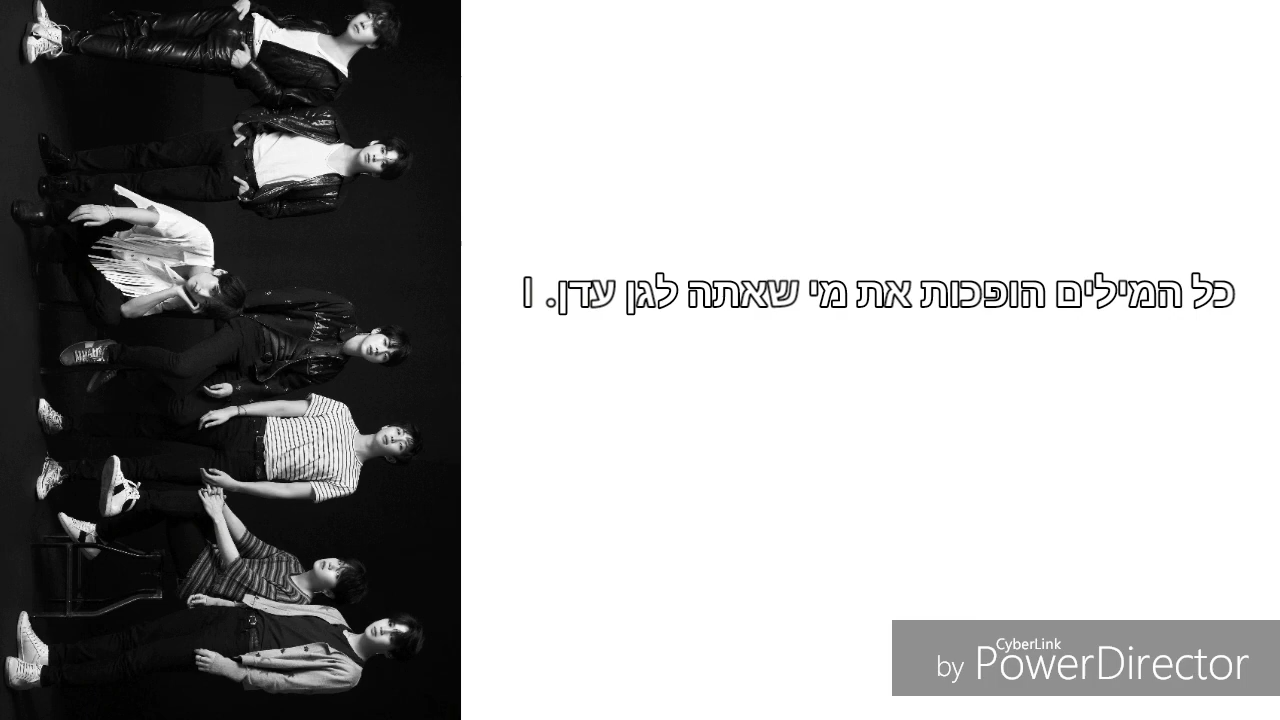 כל המילים הופכות את מי שאתה לגן עדן. ו
CyberLink
by PowerDirector